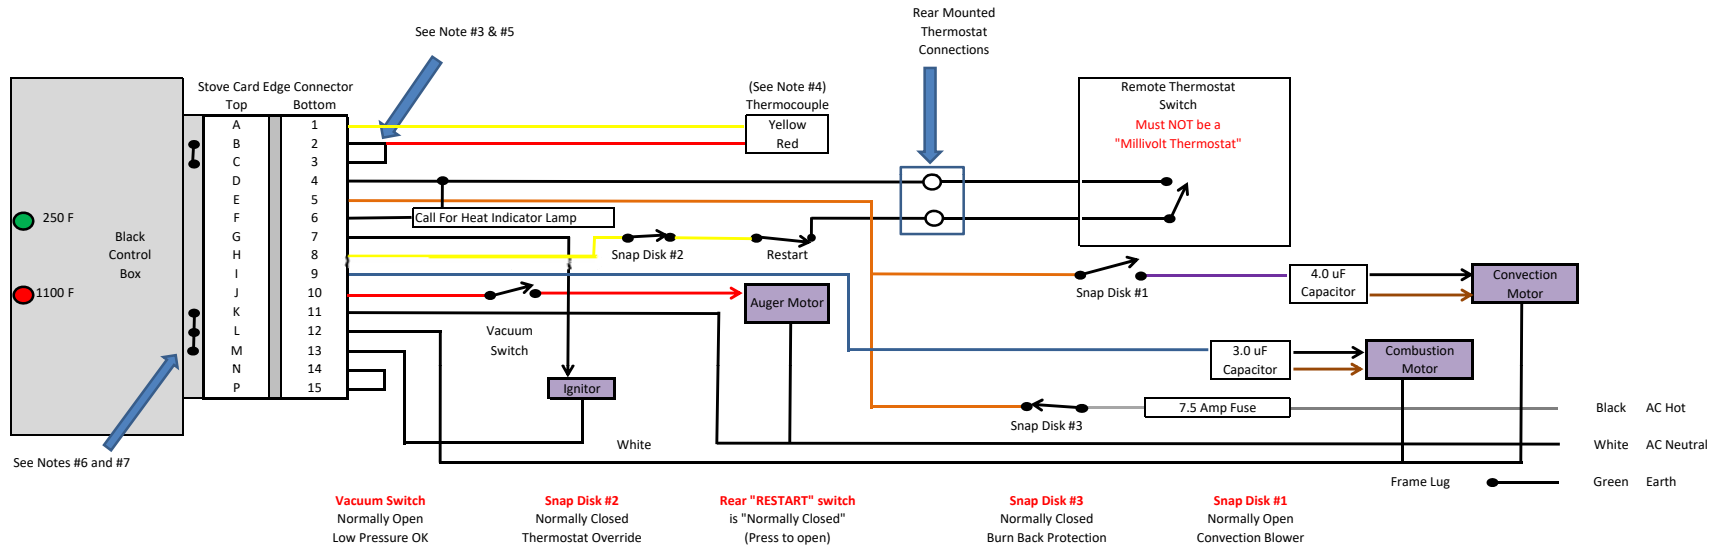 Rear Mounted
Thermostat
Connections
See Note #3 & #5
Stove Card Edge Connector
Top Bottom
(See Note #4)
Thermocouple
Yellow
Red
Remote Thermostat
Switch
Must NOT be a
"Millivolt Thermostat"
A 1
B 2
C 3
D 4
E 5
F 6
G 7
H 8
I 9
J 10
K 11
L 12
M 13
N 14
P 15
250 F
1100 F
Black
Control
Box
Call For Heat Indicator Lamp
Snap Disk #2
Restart
Snap Disk #1
4.0 uF
Capacitor
Convection
Motor
Auger Motor
Vacuum
Switch
3.0 uF
Capacitor
Combustion
Motor
Ignitor
7.5 Amp Fuse
Snap Disk #3
Black AC Hot
White
White AC Neutral
See Notes #6 and #7
Frame Lug
Green Earth
Vacuum Switch
Normally Open
Low Pressure OK
Snap Disk #2
Normally Closed
Thermostat Override
Rear "RESTART" switch
is "Normally Closed"
(Press to open)
Snap Disk #3
Normally Closed
Burn Back Protection
Snap Disk #1
Normally Open
Convection Blower